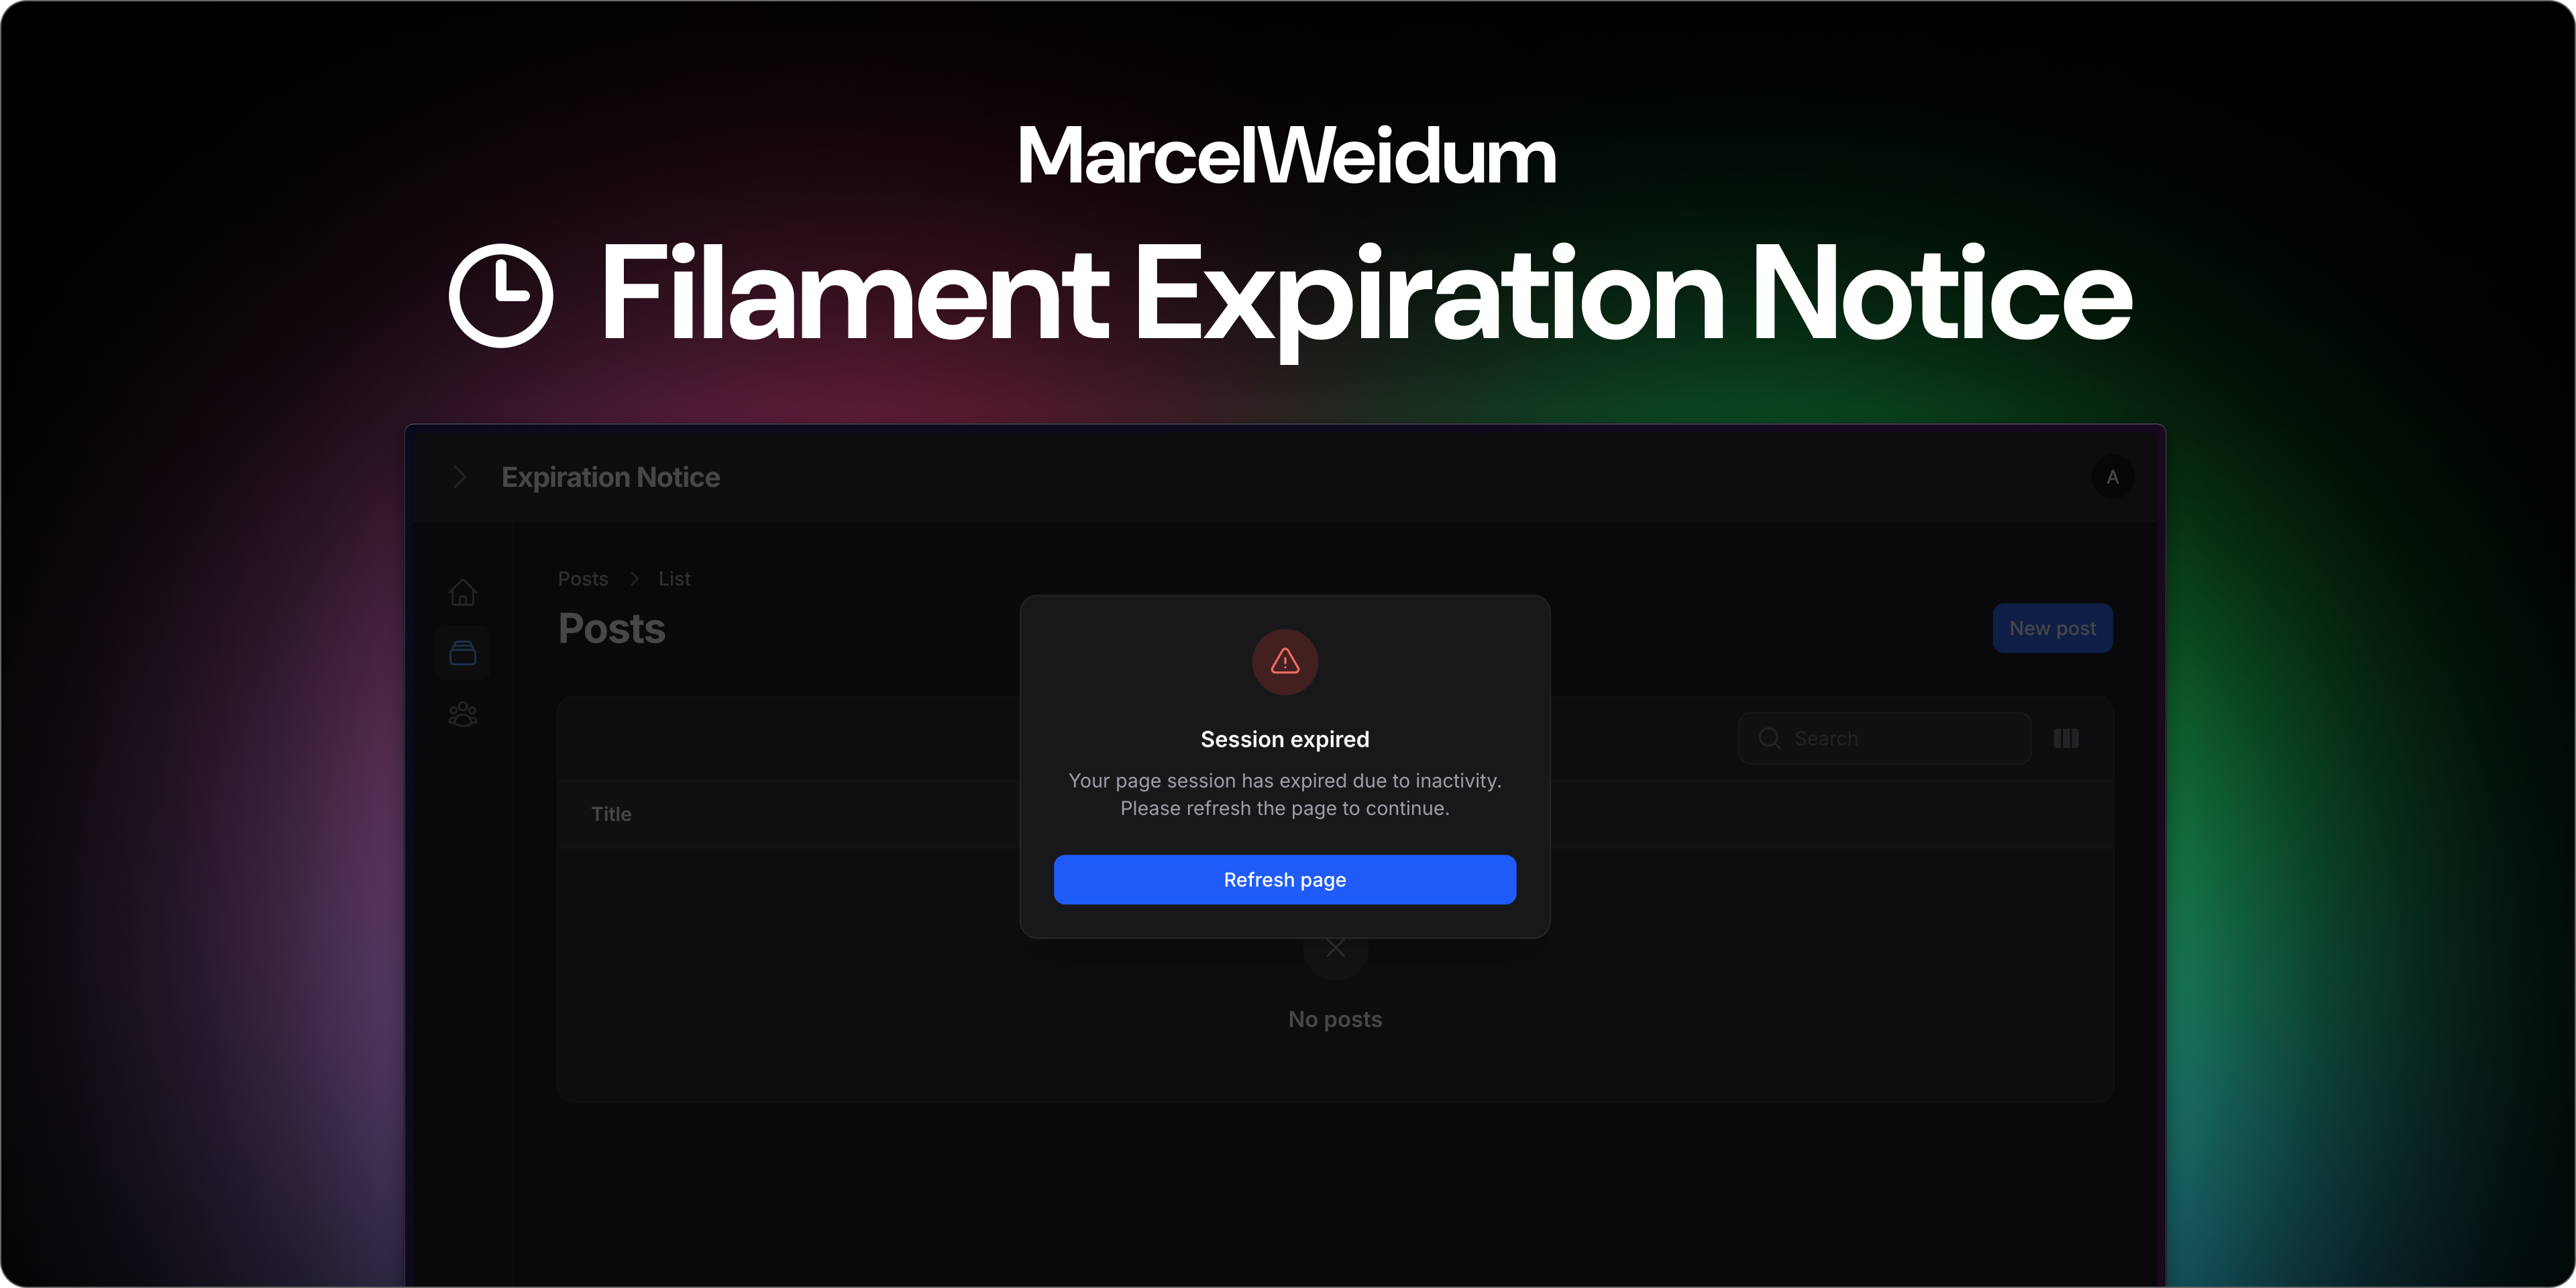 MarcelWeidum
Filament Expiration Notice
Expiration Notice
A
Posts
List
Posts
New post
Search
Title
Session expired
Your page session has expired due to inactivity.
Please refresh the page to continue.
Refresh page
No posts